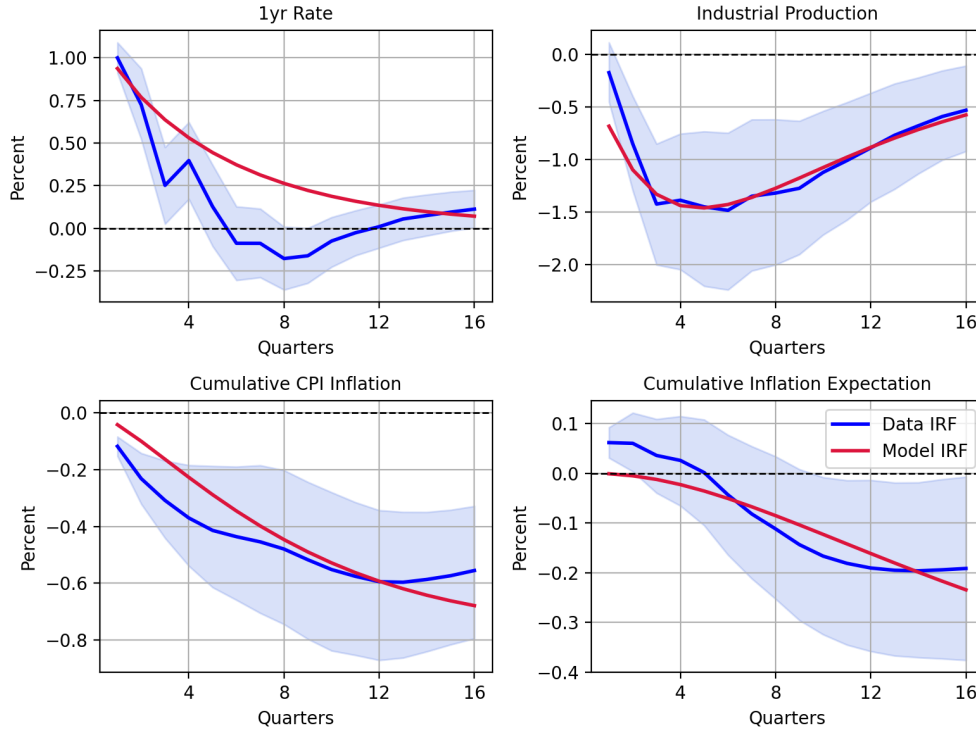 1yr Rate
Percent
1.00
0.75
0.50
0.25
0.00
−0.25
4
8
12
16
Quarters
Industrial Production
Percent
0.0
−0.5
−1.0
−1.5
−2.0
4
8
12
16
Quarters
Cumulative CPI Inflation
Percent
0.0
−0.2
−0.4
−0.6
−0.8
4
8
12
16
Quarters
Cumulative Inflation Expectation
Data IRF
Model IRF
Percent
0.1
0.0
−0.1
−0.2
−0.3
−0.4
4
8
12
16
Quarters